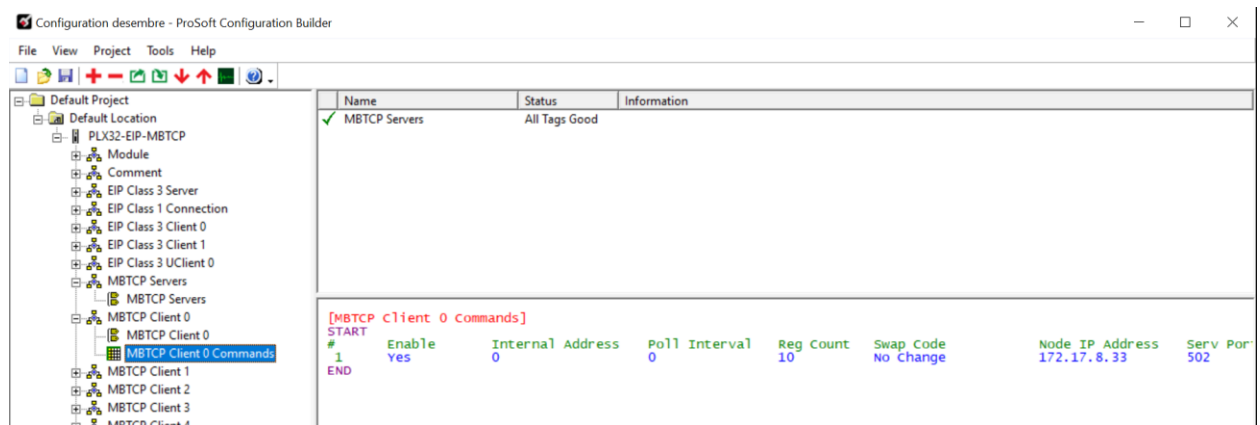 Configuration desembre - ProSoft Configuration Builder
File View Project Tools Help
Default Project
Default Location
PLX32-EIP-MBTCP
Module
Comment
EIP Class 3 Server
EIP Class 1 Connection
EIP Class 3 Client 0
EIP Class 3 Client 1
EIP Class 3 UClient 0
MBTCP Servers
MBTCP Servers
MBTCP Client 0
MBTCP Client 0
MBTCP Client 0 Commands
MBTCP Client 1
MBTCP Client 2
MBTCP Client 3
MBTCP Client 4
Name Status Information
MBTCP Servers All Tags Good
[MBTCP Client 0 Commands]
START
# Enable Internal Address Poll Interval Reg Count Swap Code Node IP Address Serv Por
1 Yes 0 0 10 No Change 172.17.8.33 502
END